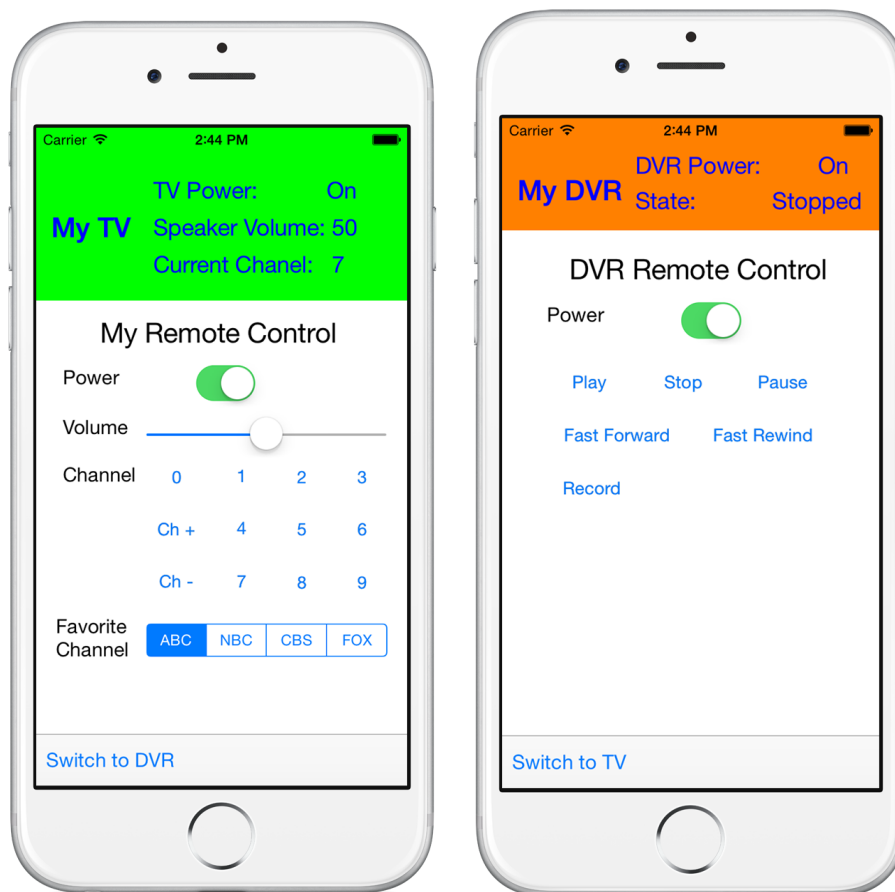 Carrier 2:44 PM
My TV
TV Power: On
Speaker Volume: 50
Current Chanel: 7
My Remote Control
Power
Volume
Channel 0 1 2 3
Ch + 4 5 6
Ch - 7 8 9
Favorite
Channel
ABC NBC CBS FOX
Switch to DVR
Carrier 2:44 PM
My DVR
DVR Power: On
State: Stopped
DVR Remote Control
Power
Play Stop Pause
Fast Forward Fast Rewind
Record
Switch to TV